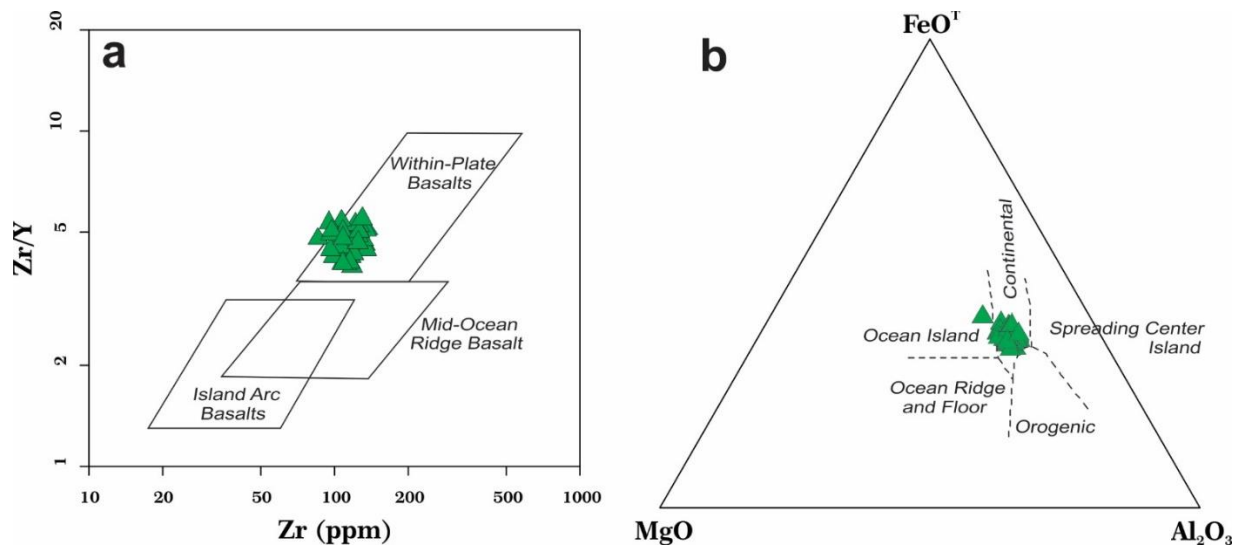 a
20
10
5
2
1
Zr/Y
Within-Plate
Basalts
Mid-Ocean
Ridge Basalt
Island Arc
Basalts
10
20
50
100
200
500
1000
Zr (ppm)
b
FeOᵀ
Continental
Ocean Island
Spreading Center
Island
Ocean Ridge
and Floor
Orogenic
MgO
Al₂O₃